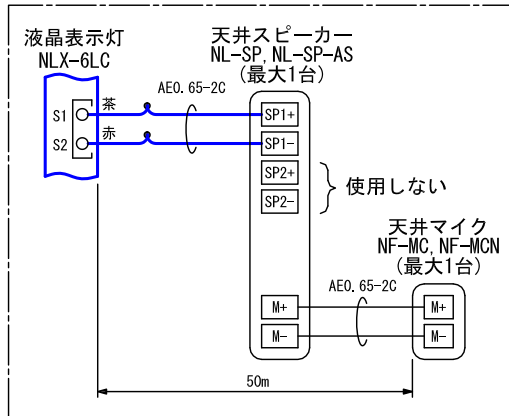 液晶表示灯
NLX-6LC
天井スピーカー
NL-SP, NL-SP-AS
(最大1台)
AE0.65-2C
茶
S1
SP1+
赤
S2
SP1-
SP2+
SP2-
使用しない
天井マイク
NF-MC, NF-MCN
(最大1台)
AE0.65-2C
M+
M+
M-
M-
50m